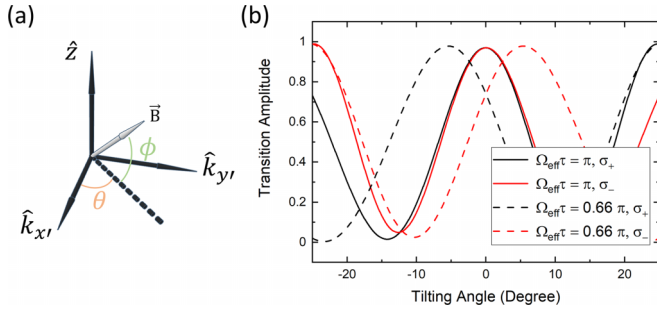 (a)
(b)
ẑ
B⃗
ϕ
k̂y′
θ
k̂x′
Transition Amplitude
1
0.8
0.6
0.4
0.2
0
-20
-10
0
10
20
Tilting Angle (Degree)
Ωeffτ = π, σ+
Ωeffτ = π, σ−
Ωeffτ = 0.66 π, σ+
Ωeffτ = 0.66 π, σ−